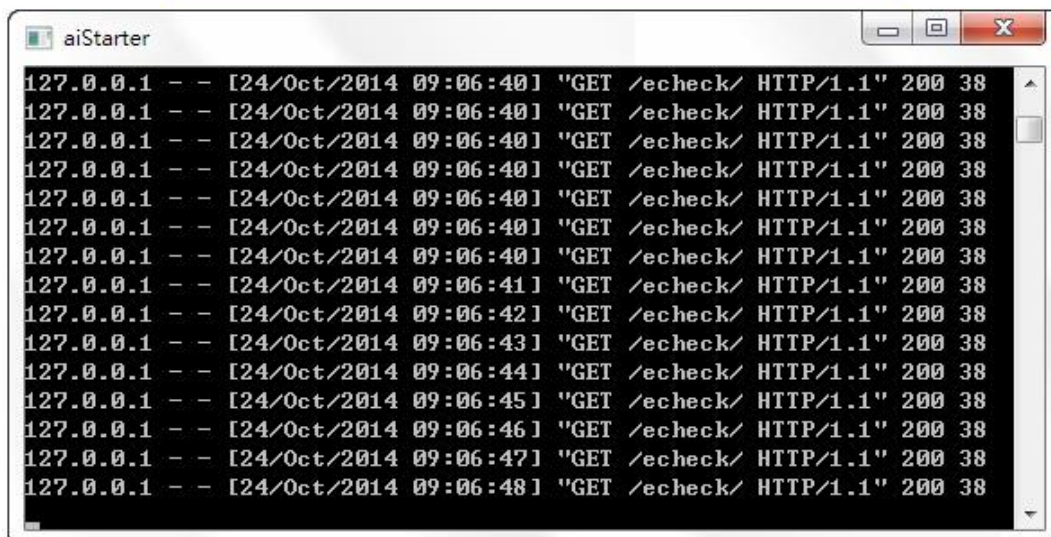 aiStarter
127.0.0.1 - - [24/Oct/2014 09:06:40] "GET /echeck/ HTTP/1.1" 200 38
127.0.0.1 - - [24/Oct/2014 09:06:40] "GET /echeck/ HTTP/1.1" 200 38
127.0.0.1 - - [24/Oct/2014 09:06:40] "GET /echeck/ HTTP/1.1" 200 38
127.0.0.1 - - [24/Oct/2014 09:06:40] "GET /echeck/ HTTP/1.1" 200 38
127.0.0.1 - - [24/Oct/2014 09:06:40] "GET /echeck/ HTTP/1.1" 200 38
127.0.0.1 - - [24/Oct/2014 09:06:40] "GET /echeck/ HTTP/1.1" 200 38
127.0.0.1 - - [24/Oct/2014 09:06:40] "GET /echeck/ HTTP/1.1" 200 38
127.0.0.1 - - [24/Oct/2014 09:06:41] "GET /echeck/ HTTP/1.1" 200 38
127.0.0.1 - - [24/Oct/2014 09:06:42] "GET /echeck/ HTTP/1.1" 200 38
127.0.0.1 - - [24/Oct/2014 09:06:43] "GET /echeck/ HTTP/1.1" 200 38
127.0.0.1 - - [24/Oct/2014 09:06:44] "GET /echeck/ HTTP/1.1" 200 38
127.0.0.1 - - [24/Oct/2014 09:06:45] "GET /echeck/ HTTP/1.1" 200 38
127.0.0.1 - - [24/Oct/2014 09:06:46] "GET /echeck/ HTTP/1.1" 200 38
127.0.0.1 - - [24/Oct/2014 09:06:47] "GET /echeck/ HTTP/1.1" 200 38
127.0.0.1 - - [24/Oct/2014 09:06:48] "GET /echeck/ HTTP/1.1" 200 38